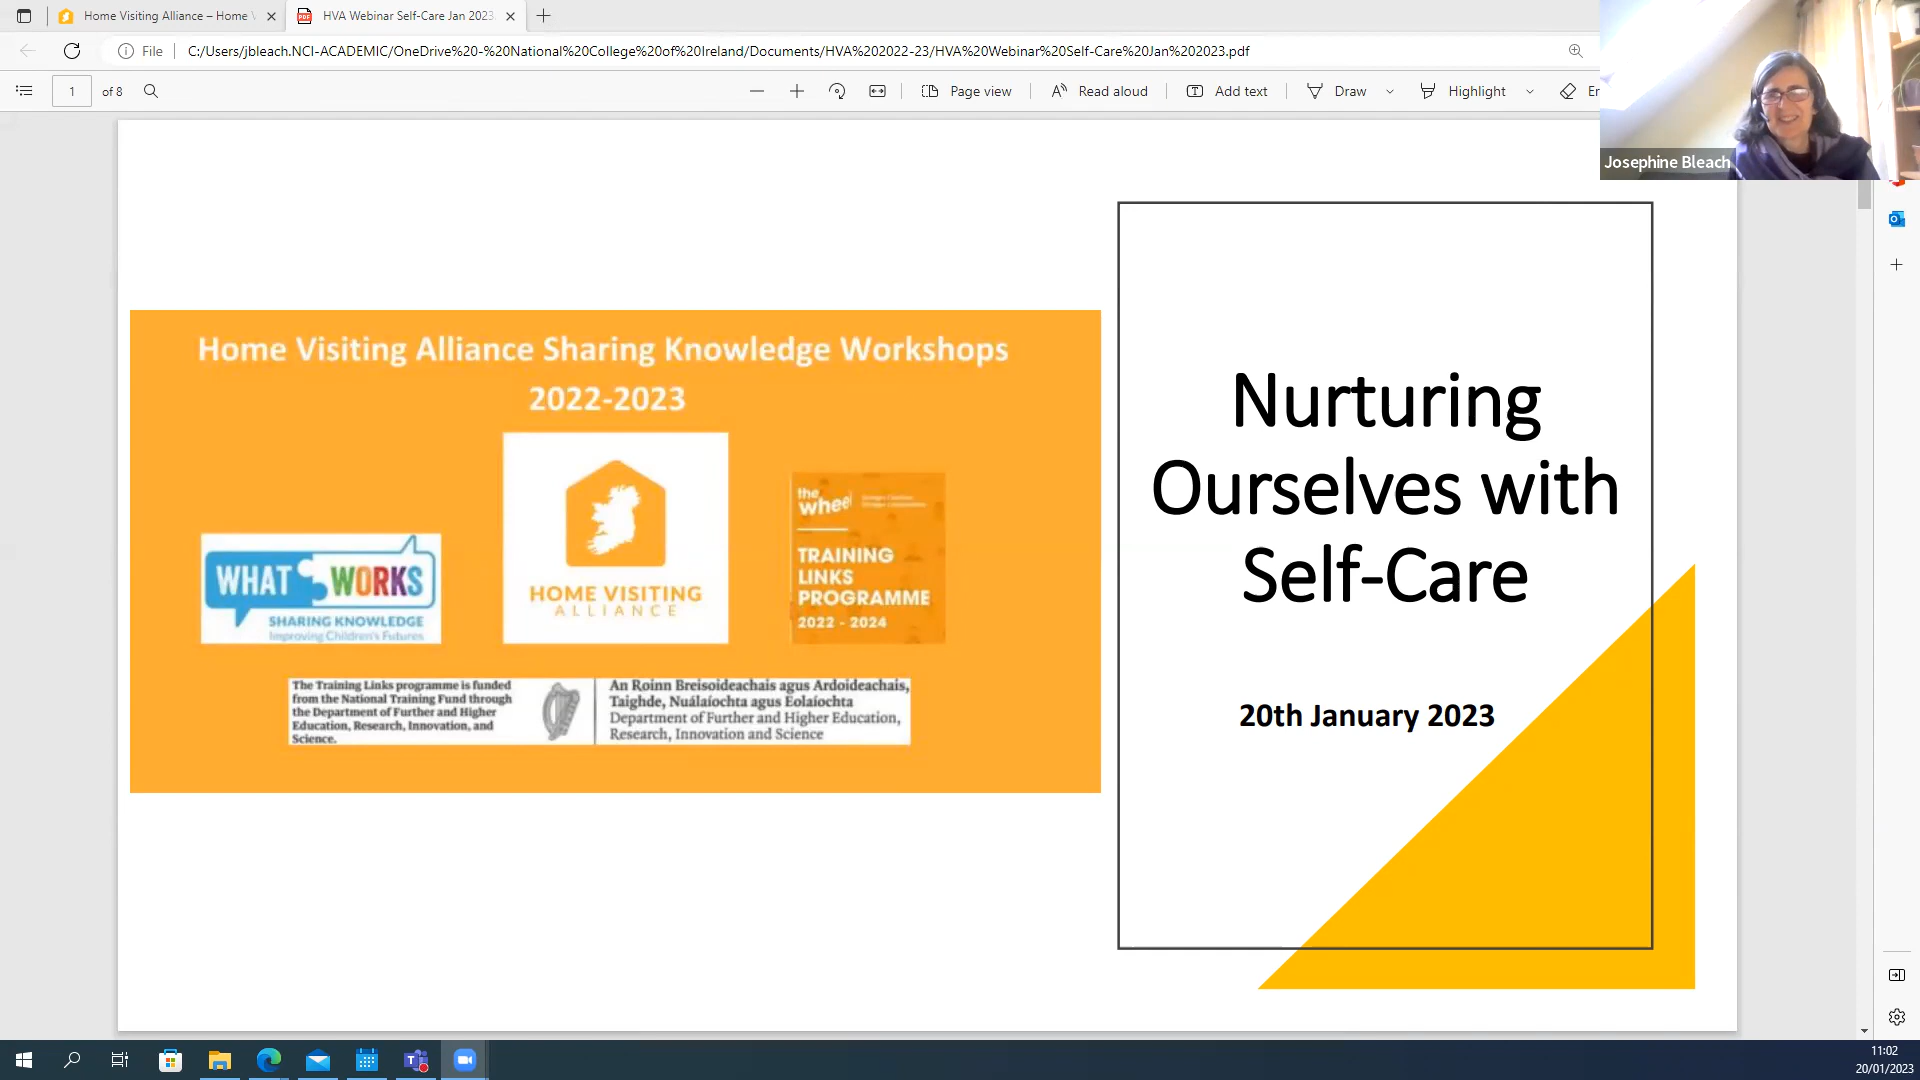 Home Visiting Alliance – Home V
HVA Webinar Self-Care Jan 2023
File
C:/Users/jbleach.NCI-ACADEMIC/OneDrive%20-%20National%20College%20of%20Ireland/Documents/HVA%202022-23/HVA%20Webinar%20Self-Care%20Jan%202023.pdf
1 of 8
Page view
Read aloud
Add text
Draw
Highlight
Er
Josephine Bleach
Home Visiting Alliance Sharing Knowledge Workshops
2022-2023
WHAT WORKS
SHARING KNOWLEDGE
Improving Children's Futures
HOME VISITING
ALLIANCE
the
wheel
TRAINING
LINKS
PROGRAMME
2022 - 2024
The Training Links programme is funded
from the National Training Fund through
the Department of Further and Higher
Education, Research, Innovation, and
Science.
An Roinn Breisoideachais agus Ardoideachais,
Taighde, Nuálaíochta agus Eolaíochta
Department of Further and Higher Education,
Research, Innovation and Science
Nurturing
Ourselves with
Self-Care
20th January 2023
11:02
20/01/2023